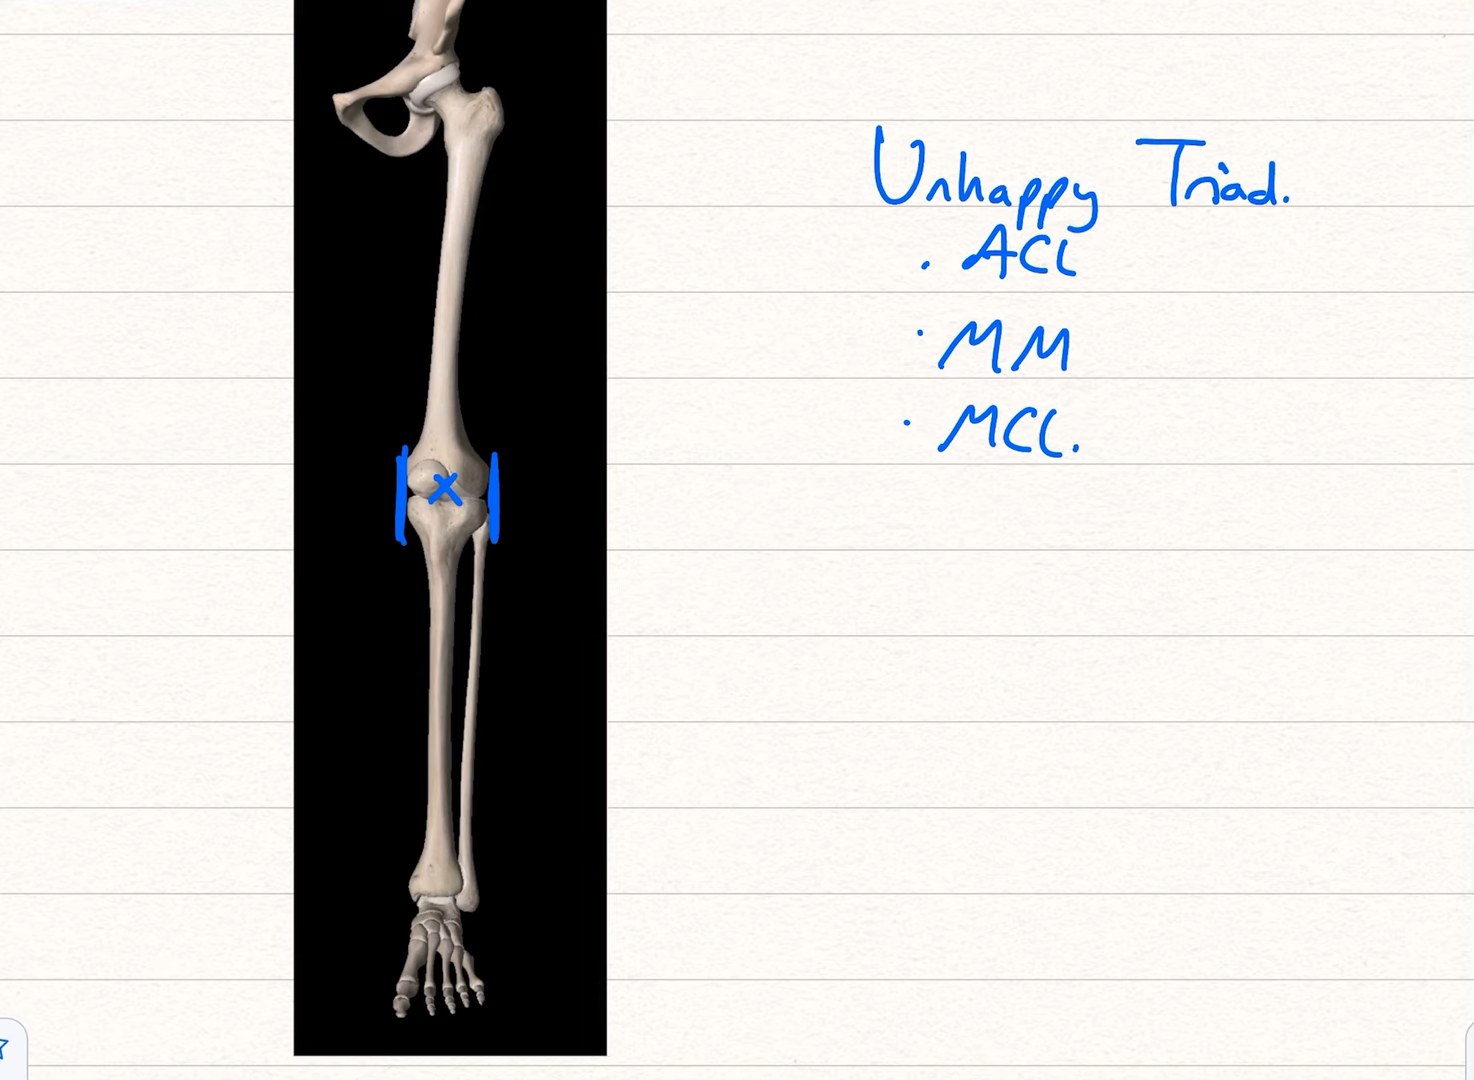 Unhappy Triad.
. ACL
. MM
. MCL.